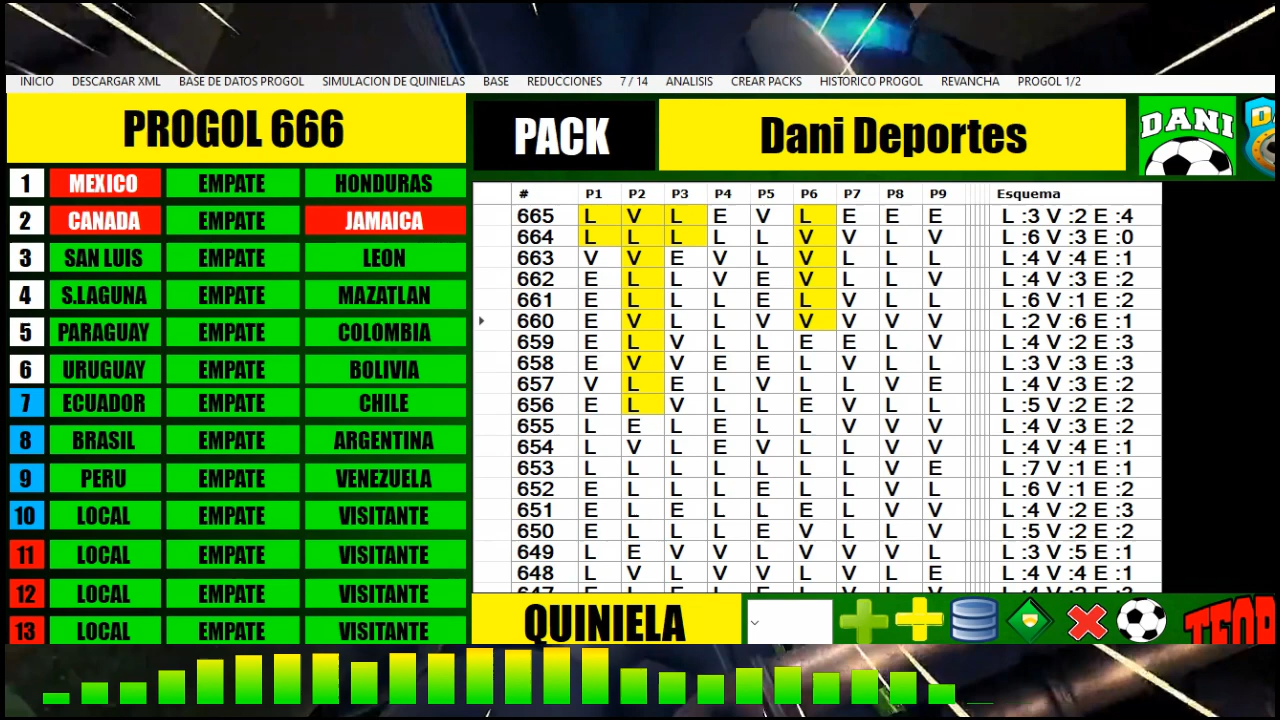 INICIO DESCARGAR XML BASE DE DATOS PROGOL SIMULACION DE QUINIELAS BASE REDUCCIONES 7 / 14 ANALISIS CREAR PACKS HISTORICO PROGOL REVANCHA PROGOL 1/2
PROGOL 666
PACK
Dani Deportes
DANI
1 MEXICO EMPATE HONDURAS
2 CANADA EMPATE JAMAICA
3 SAN LUIS EMPATE LEON
4 S.LAGUNA EMPATE MAZATLAN
5 PARAGUAY EMPATE COLOMBIA
6 URUGUAY EMPATE BOLIVIA
7 ECUADOR EMPATE CHILE
8 BRASIL EMPATE ARGENTINA
9 PERU EMPATE VENEZUELA
10 LOCAL EMPATE VISITANTE
11 LOCAL EMPATE VISITANTE
12 LOCAL EMPATE VISITANTE
13 LOCAL EMPATE VISITANTE
# P1 P2 P3 P4 P5 P6 P7 P8 P9 Esquema
665 L V L E V L E E E L :3 V :2 E :4
664 L L L L L V V L V L :6 V :3 E :0
663 V V E V L V L L L L :4 V :4 E :1
662 E L L V E V L L V L :4 V :3 E :2
661 E L L L E L V L L L :6 V :1 E :2
660 E V L L V V V V V L :2 V :6 E :1
659 E L V L L E E L V L :4 V :2 E :3
658 E V V E E L V L L L :3 V :3 E :3
657 V L E L V L L V E L :4 V :3 E :2
656 E L V L L E V L L L :5 V :2 E :2
655 L E L E L L V V V L :4 V :3 E :2
654 L V L E V L L V V L :4 V :4 E :1
653 L L L L L L L V E L :7 V :1 E :1
652 E L L L E L L V L L :6 V :1 E :2
651 E L E L L E L V V L :4 V :2 E :3
650 E L L L E V L L V L :5 V :2 E :2
649 L E V V L V V V L L :3 V :5 E :1
648 L V L V V L V L E L :4 V :4 E :1
QUINIELA